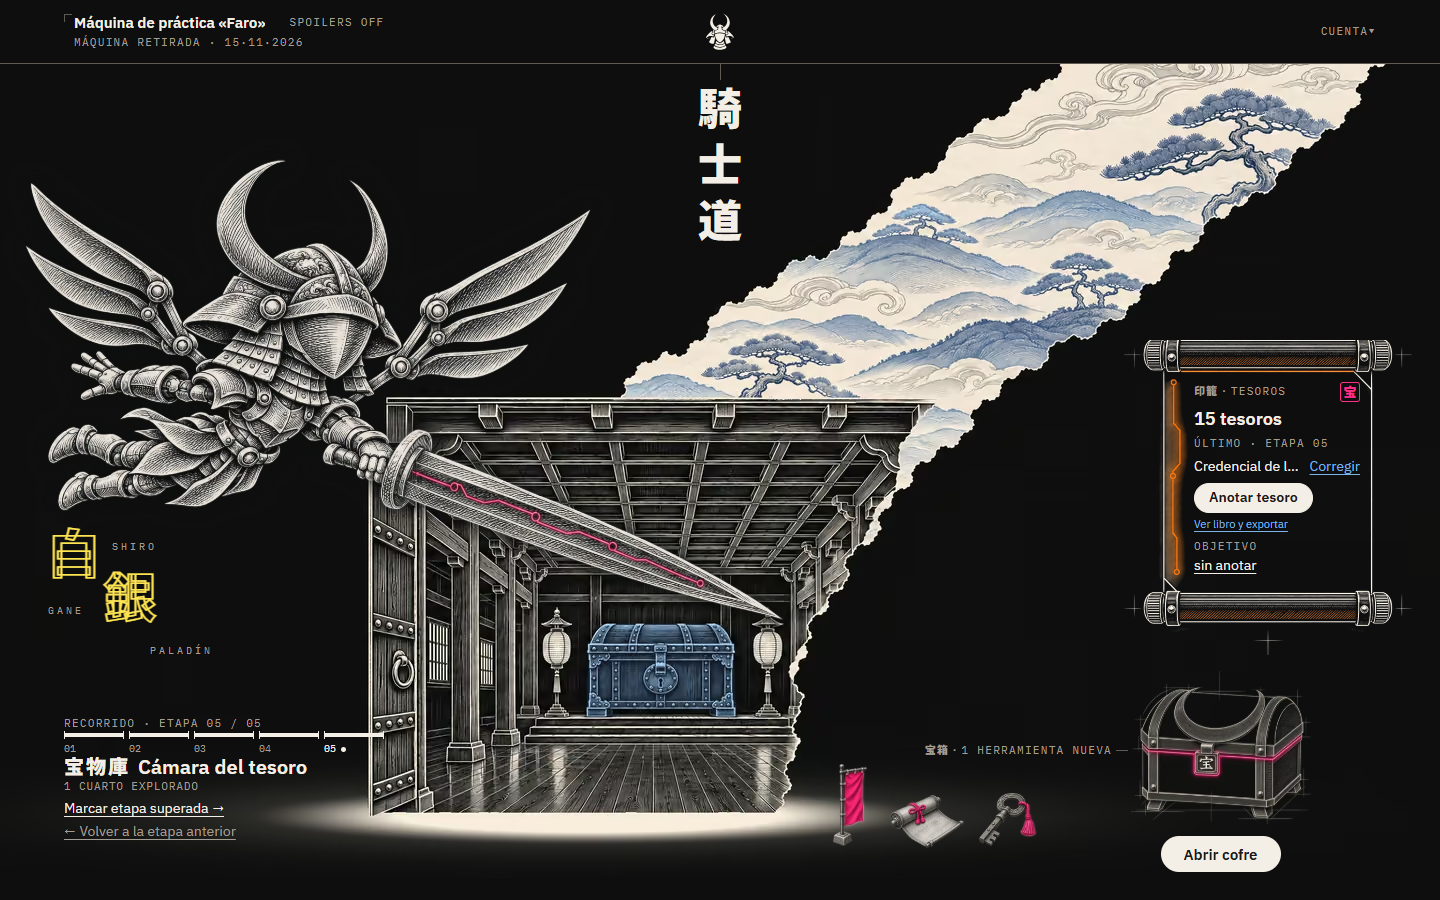 Máquina de práctica «Faro» SPOILERS OFF
MÁQUINA RETIRADA · 15·11·2026
CUENTA▾
騎
士
道
印籠 · TESOROS
宝
15 tesoros
ÚLTIMO · ETAPA 05
Credencial de l... Corregir
Anotar tesoro
Ver libro y exportar
OBJETIVO
sin anotar
白
SHIRO
銀
GANE
PALADÍN
RECORRIDO · ETAPA 05 / 05
01 02 03 04 05 ●
宝物庫 Cámara del tesoro
1 CUARTO EXPLORADO
Marcar etapa superada →
← Volver a la etapa anterior
宝箱 · 1 HERRAMIENTA NUEVA
宝
Abrir cofre